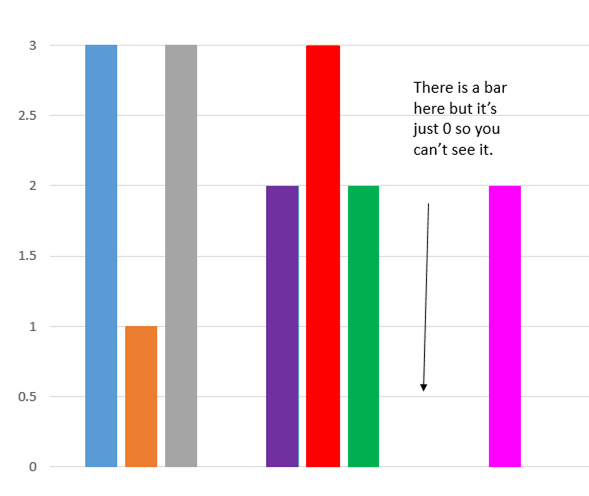 3
2.5
2
1.5
1
0.5
0
There is a bar
here but it’s
just 0 so you
can’t see it.